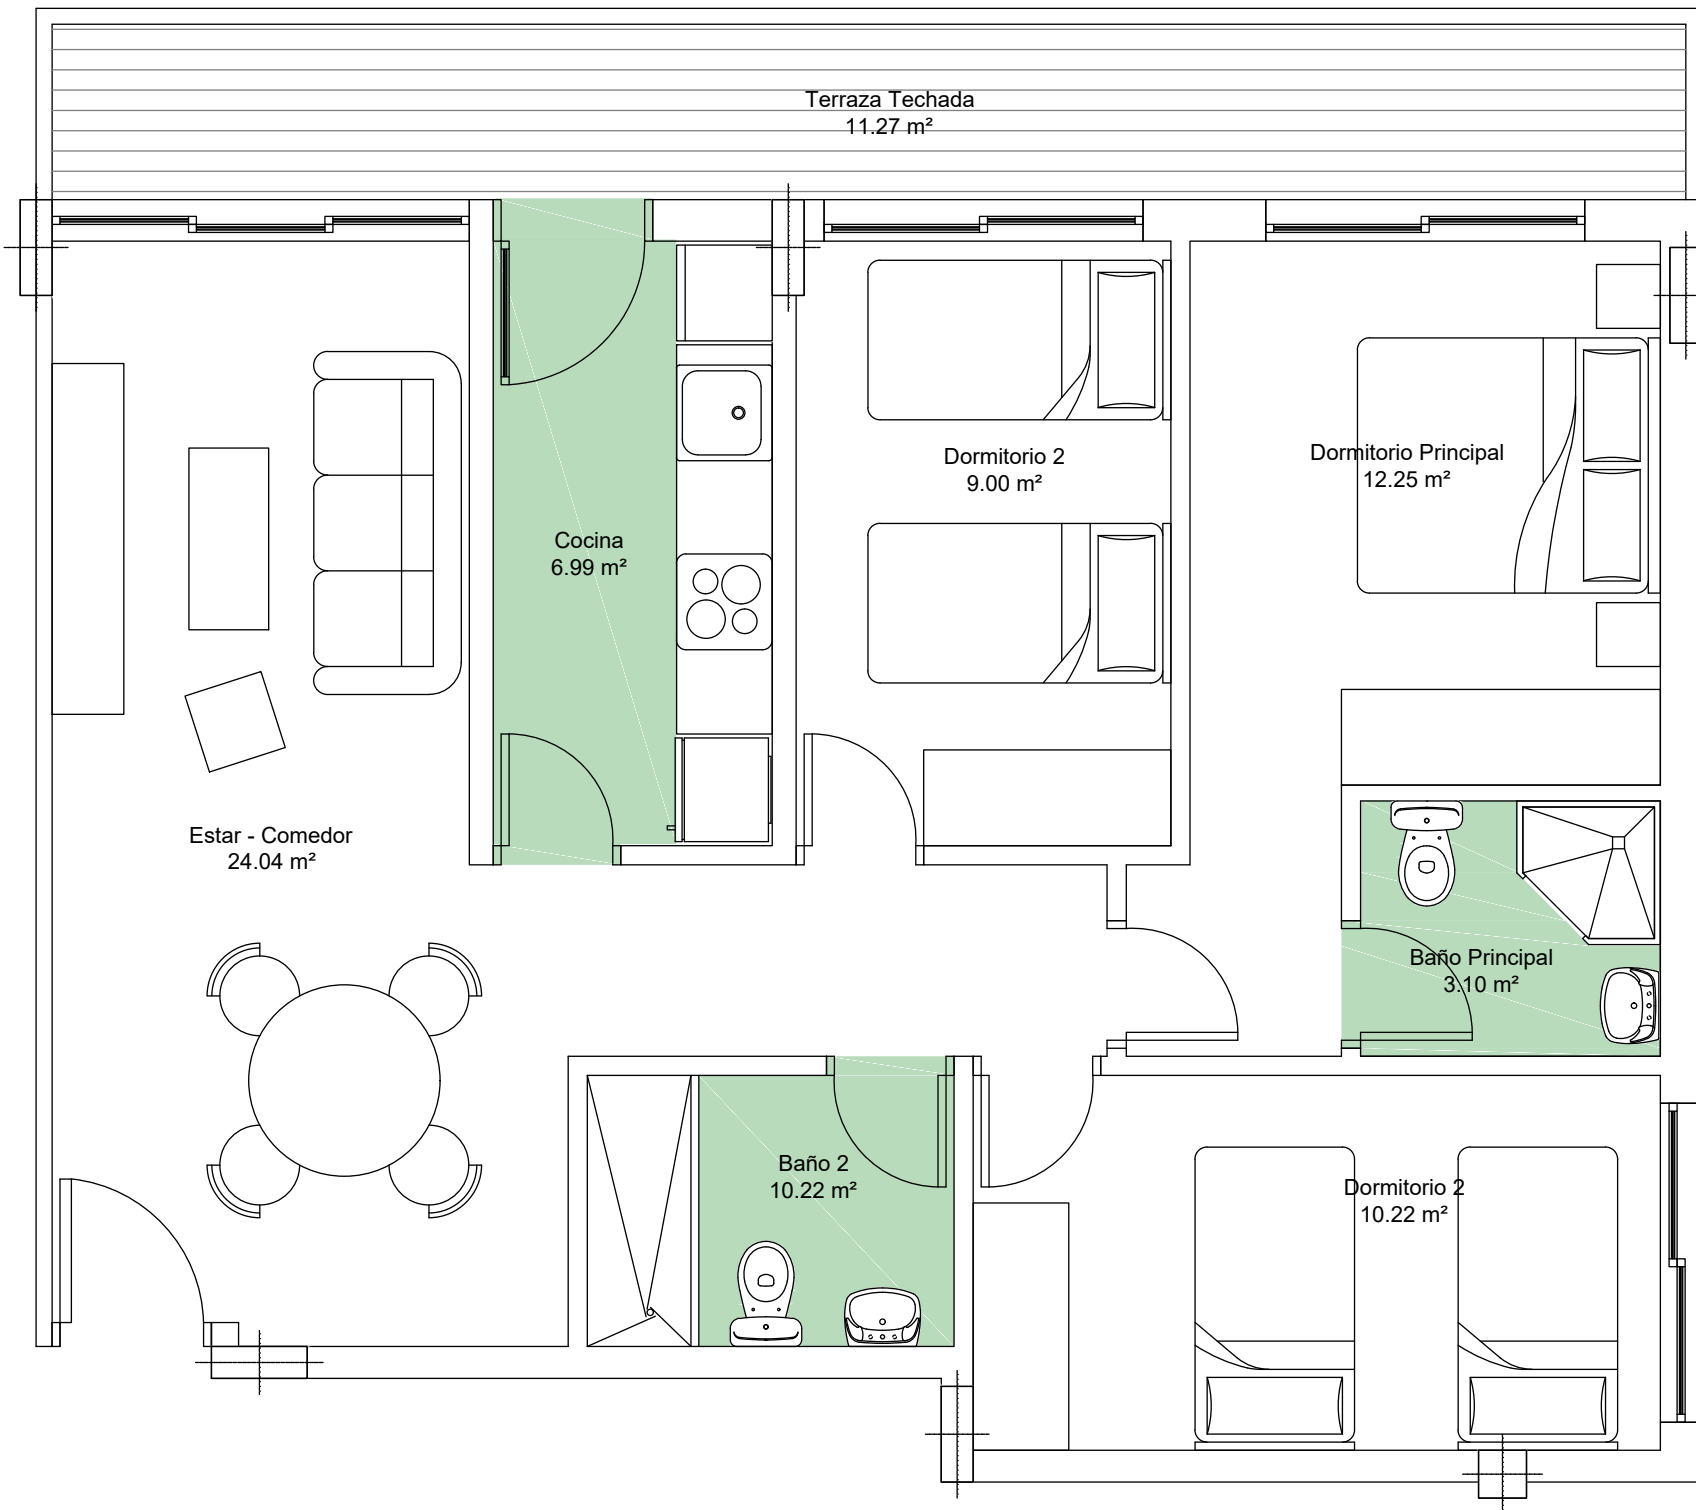 Terraza Techada
11.27 m²
Dormitorio 2
9.00 m²
Dormitorio Principal
12.25 m²
Cocina
6.99 m²
Estar - Comedor
24.04 m²
Baño Principal
3.10 m²
Baño 2
10.22 m²
Dormitorio 2
10.22 m²